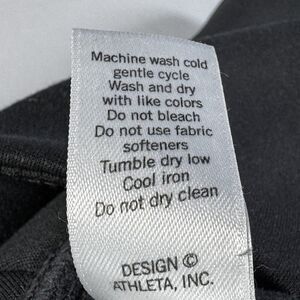 Machine wash cold
gentle cycle
Wash and dry
with like colors
Do not bleach
Do not use fabric
softeners
Tumble dry low
Cool iron
Do not dry clean
DESIGN ©
ATHLETA, INC.